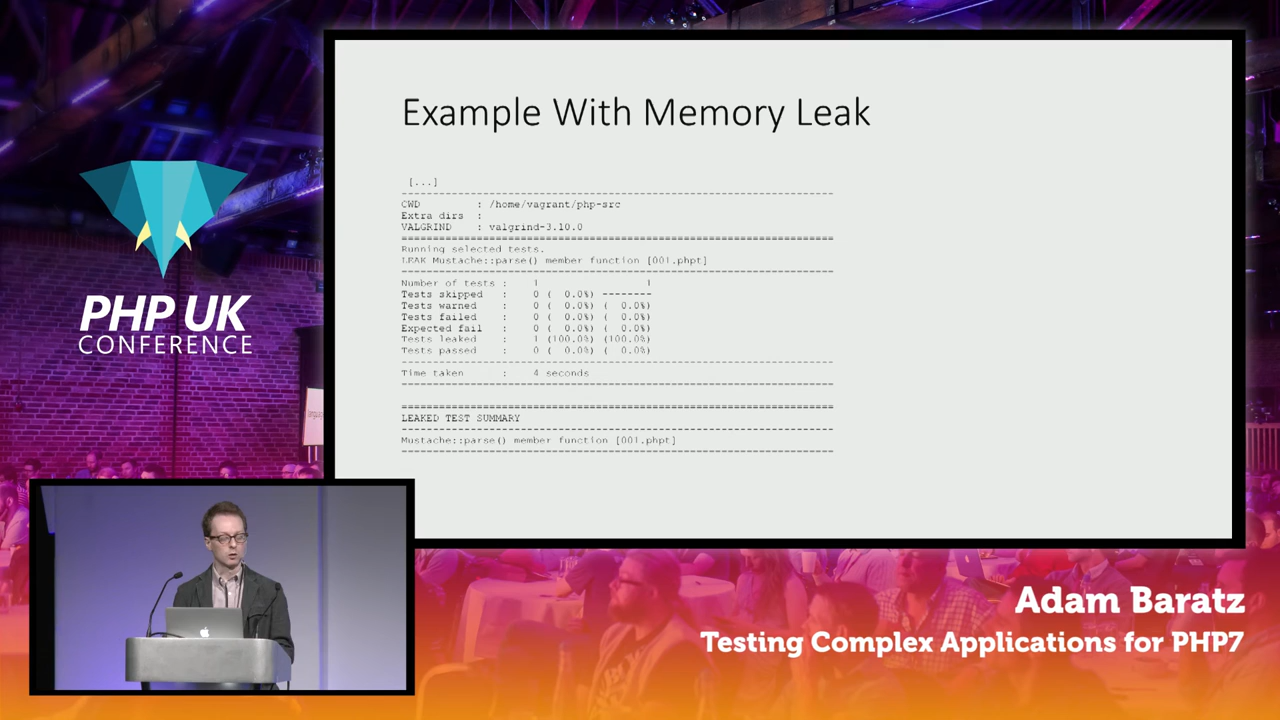 Example With Memory Leak
[...]
-----------------------------------------------------------------------
CWD : /home/vagrant/php-src
Extra dirs :
VALGRIND : valgrind-3.10.0
=======================================================================
Running selected tests.
LEAK Mustache::parse() member function [001.phpt]
-----------------------------------------------------------------------
Number of tests : 1 1
Tests skipped : 0 ( 0.0%) --------
Tests warned : 0 ( 0.0%) ( 0.0%)
Tests failed : 0 ( 0.0%) ( 0.0%)
Expected fail : 0 ( 0.0%) ( 0.0%)
Tests leaked : 1 (100.0%) (100.0%)
Tests passed : 0 ( 0.0%) ( 0.0%)
-----------------------------------------------------------------------
Time taken : 4 seconds
=======================================================================
=======================================================================
LEAKED TEST SUMMARY
-----------------------------------------------------------------------
Mustache::parse() member function [001.phpt]
=======================================================================
PHP UK
CONFERENCE
Adam Baratz
Testing Complex Applications for PHP7